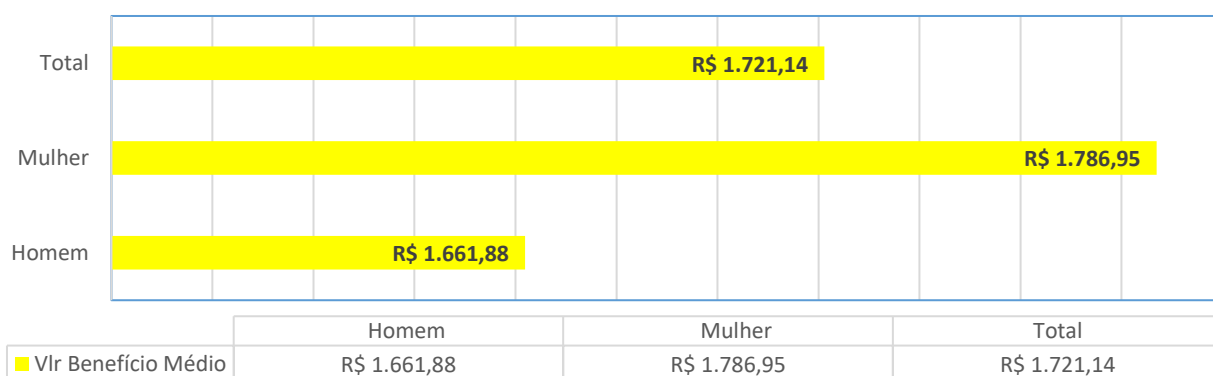 Total
R$ 1.721,14
Mulher
R$ 1.786,95
Homem
R$ 1.661,88
Homem Mulher Total
Vlr Benefício Médio R$ 1.661,88 R$ 1.786,95 R$ 1.721,14